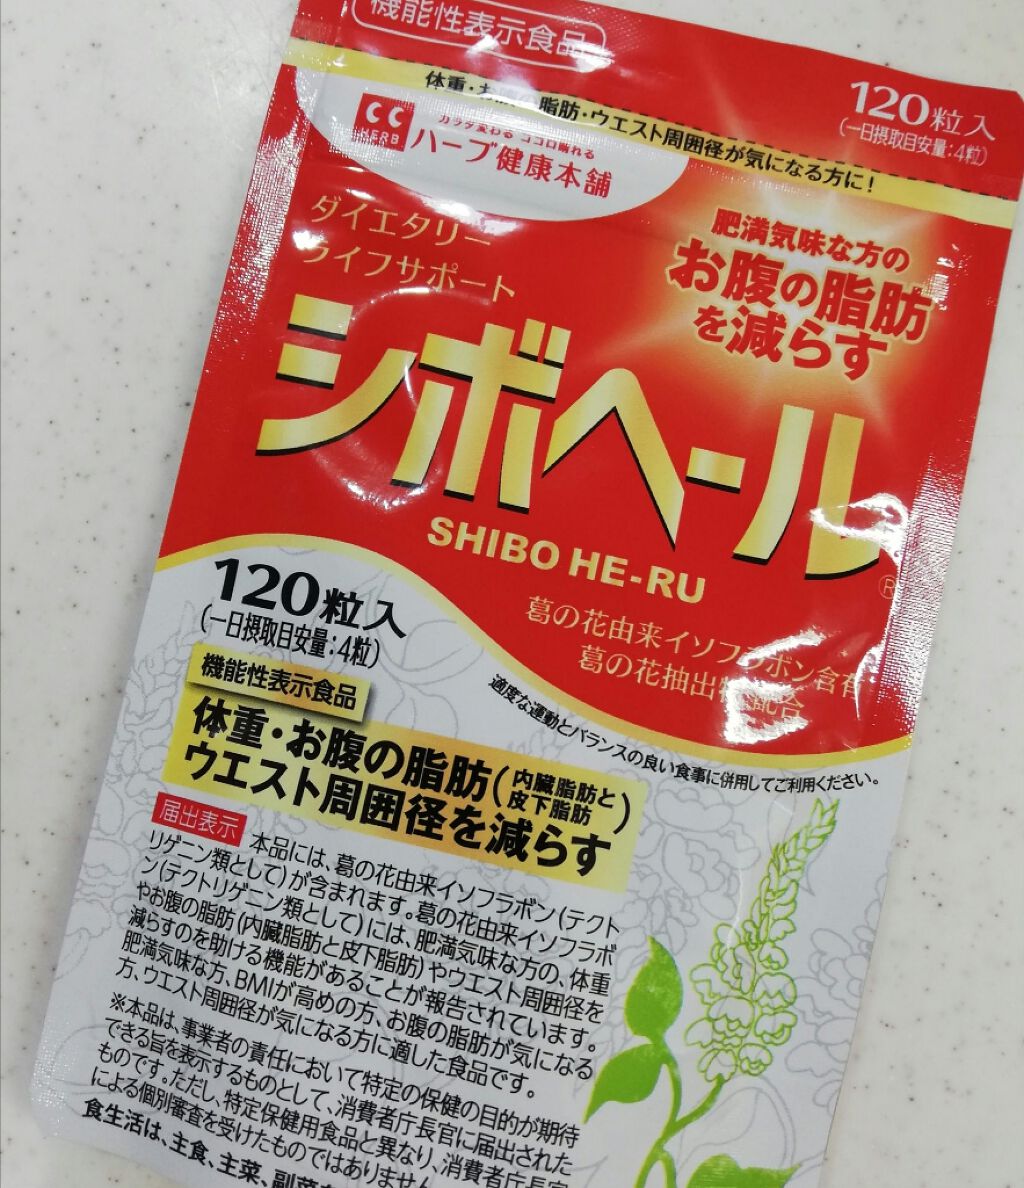 機能性表示食品
体重・お腹の脂肪・ウエスト周囲径が気になる方に!
120粒入
(一日摂取目安量:4粒)
CC
HERB
カラダ変わる ココロ晴れる
ハーブ健康本舗
ダイエタリー
ライフサポート
肥満気味な方の
お腹の脂肪
を減らす
シボヘール
®
SHIBO HE-RU
葛の花由来イソフラボン含有
葛の花抽出物配合
適度な運動とバランスの良い食事に併用してご利用ください。
120粒入
(一日摂取目安量:4粒)
機能性表示食品
体重・お腹の脂肪(内臓脂肪と皮下脂肪)
ウエスト周囲径を減らす
届出表示 本品には、葛の花由来イソフラボン(テクト
リゲニン類として)が含まれます。葛の花由来イソフラボ
ン(テクトリゲニン類として)には、肥満気味な方の、体重
やお腹の脂肪(内臓脂肪と皮下脂肪)やウエスト周囲径を
減らすのを助ける機能があることが報告されています。
肥満気味な方、BMIが高めの方、お腹の脂肪が気になる
方、ウエスト周囲径が気になる方に適した食品です。
※本品は、事業者の責任において特定の保健の目的が期待
できる旨を表示するものとして、消費者庁長官に届出された
ものです。ただし、特定保健用食品と異なり、消費者庁長官
による個別審査を受けたものではありません
食生活は、主食、主菜、副菜